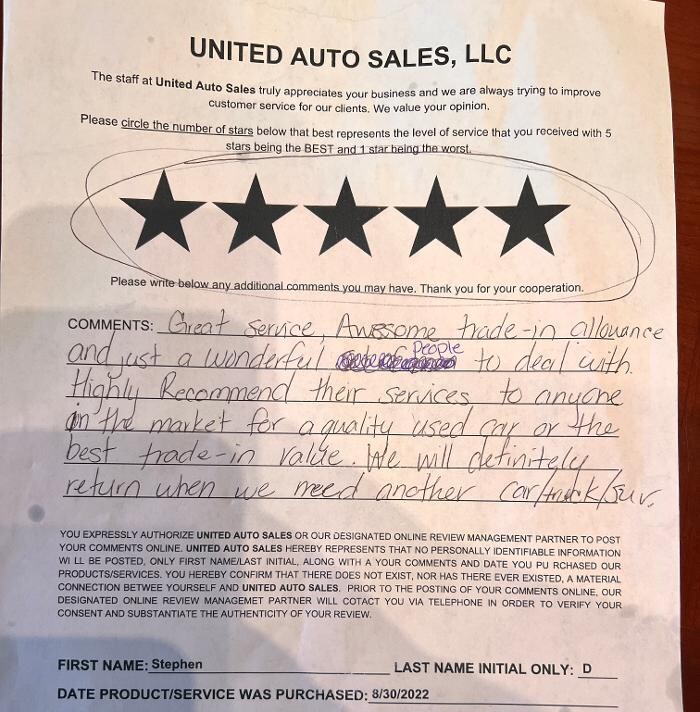 UNITED AUTO SALES, LLC
The staff at United Auto Sales truly appreciates your business and we are always trying to improve
customer service for our clients. We value your opinion.
Please circle the number of stars below that best represents the level of service that you received with 5
stars being the BEST and 1 star being the worst.
Please write below any additional comments you may have. Thank you for your cooperation.
COMMENTS: Great service, Awesome trade-in allowance
and just a wonderful people to deal with.
Highly Recommend their services to anyone
in the market for a quality used car or the
best trade-in value. We will definitely
return when we need another car/truck/suv.
YOU EXPRESSLY AUTHORIZE UNITED AUTO SALES OR OUR DESIGNATED ONLINE REVIEW MANAGEMENT PARTNER TO POST
YOUR COMMENTS ONLINE. UNITED AUTO SALES HEREBY REPRESENTS THAT NO PERSONALLY IDENTIFIABLE INFORMATION
WI LL BE POSTED, ONLY FIRST NAME/LAST INITIAL, ALONG WITH A YOUR COMMENTS AND DATE YOU PU RCHASED OUR
PRODUCTS/SERVICES. YOU HEREBY CONFIRM THAT THERE DOES NOT EXIST, NOR HAS THERE EVER EXISTED, A MATERIAL
CONNECTION BETWEE YOURSELF AND UNITED AUTO SALES. PRIOR TO THE POSTING OF YOUR COMMENTS ONLINE, OUR
DESIGNATED ONLINE REVIEW MANAGEMET PARTNER WILL COTACT YOU VIA TELEPHONE IN ORDER TO VERIFY YOUR
CONSENT AND SUBSTANTIATE THE AUTHENTICITY OF YOUR REVIEW.
FIRST NAME: Stephen LAST NAME INITIAL ONLY: D
DATE PRODUCT/SERVICE WAS PURCHASED: 8/30/2022